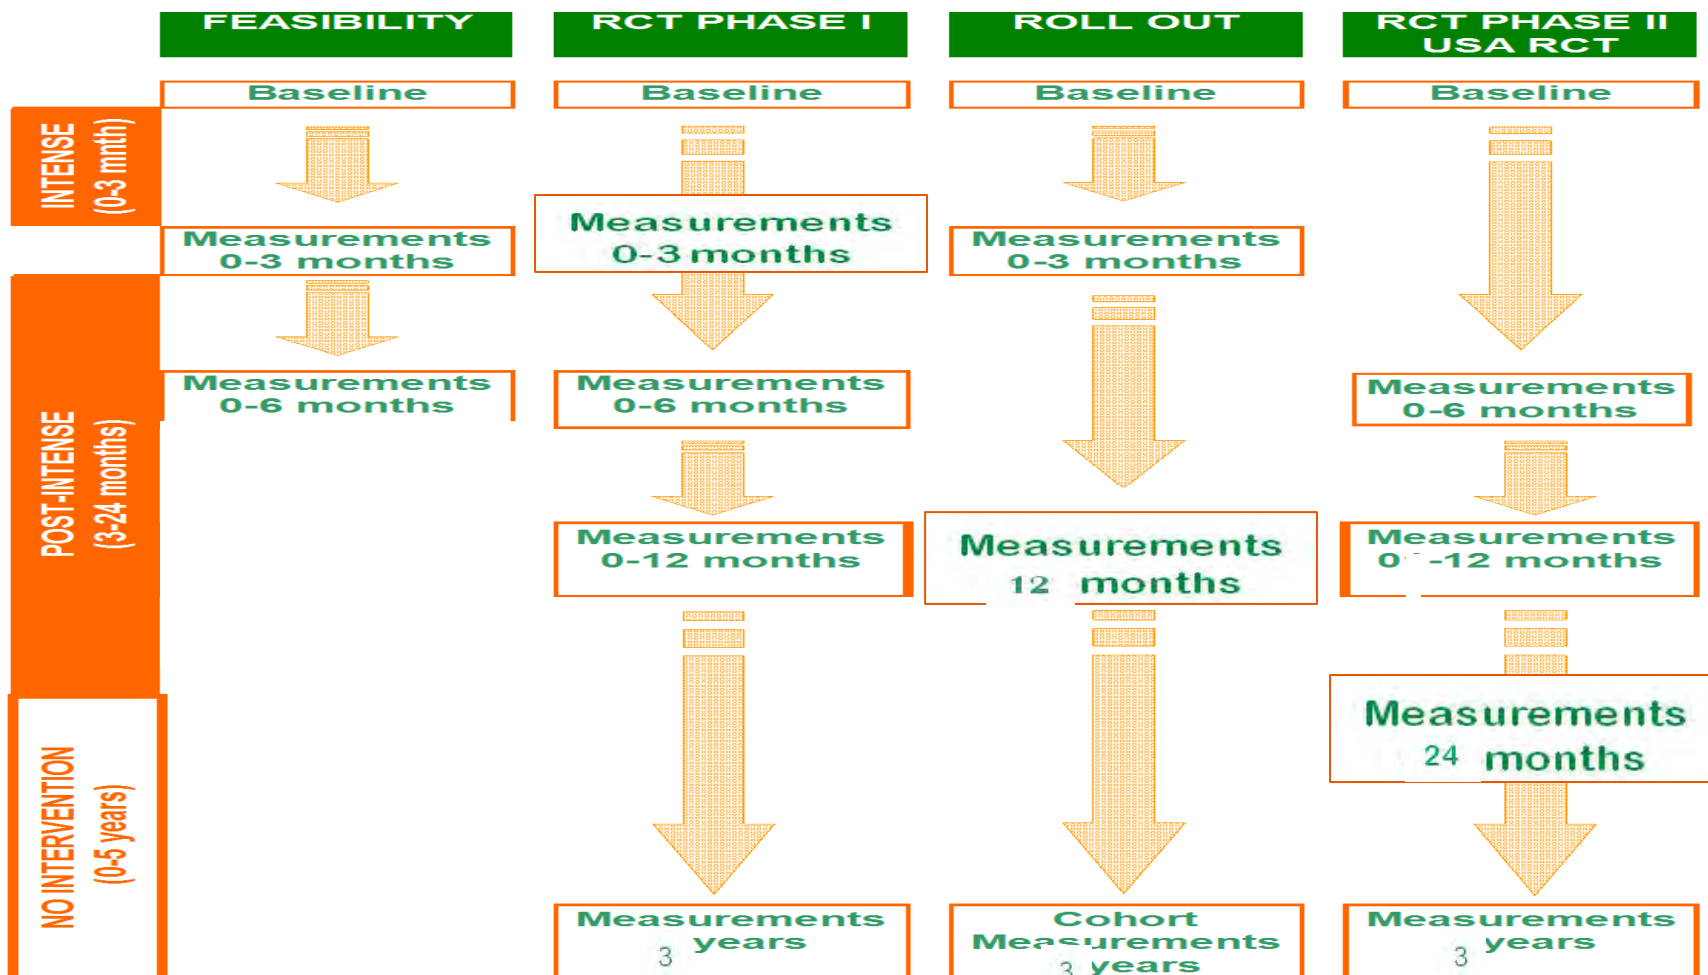 FEASIBILITY
RCT PHASE I
ROLL OUT
RCT PHASE II
USA RCT
Baseline
Baseline
Baseline
Baseline
INTENSE
(0-3 mnth)
Measurements
0-3 months
Measurements
0-3 months
Measurements
0-3 months
POST-INTENSE
(3-24 months)
Measurements
0-6 months
Measurements
0-6 months
Measurements
0-6 months
Measurements
0-12 months
Measurements
12 months
Measurements
0 -12 months
Measurements
24 months
NO INTERVENTION
(0-5 years)
Measurements
3 years
Cohort
Measurements
3 years
Measurements
3 years